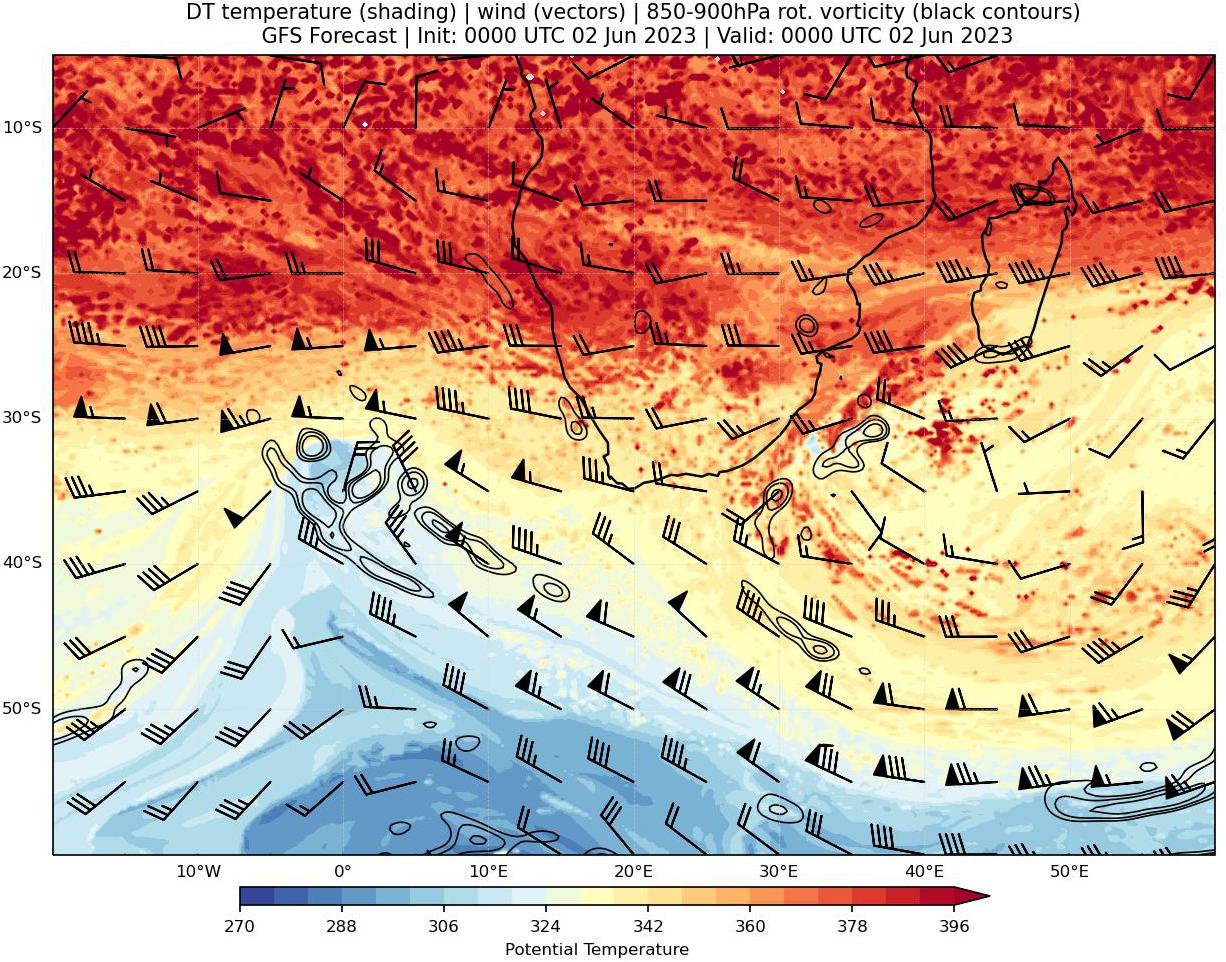 DT temperature (shading) | wind (vectors) | 850-900hPa rot. vorticity (black contours)
GFS Forecast | Init: 0000 UTC 02 Jun 2023 | Valid: 0000 UTC 02 Jun 2023
10°S
20°S
30°S
40°S
50°S
10°W 0° 10°E 20°E 30°E 40°E 50°E
270 288 306 324 342 360 378 396
Potential Temperature